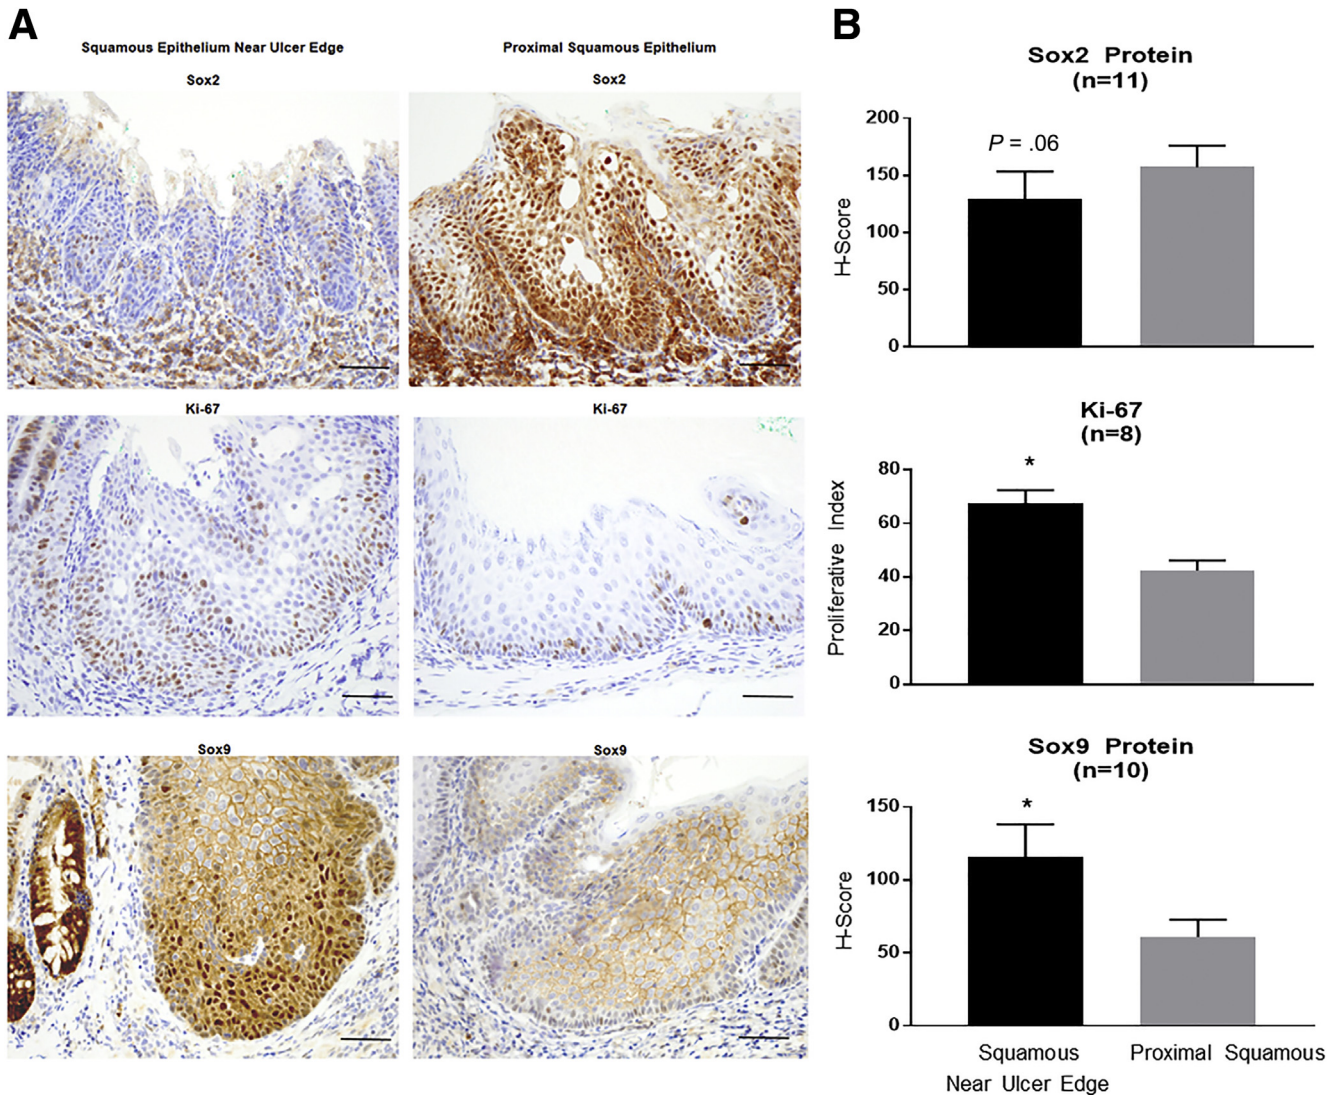 A
Squamous Epithelium Near Ulcer Edge
Proximal Squamous Epithelium
Sox2
Sox2
Ki-67
Ki-67
Sox9
Sox9
B
Sox2 Protein
(n=11)
200
150
100
50
0
H-Score
P = .06
Ki-67
(n=8)
80
60
40
20
0
Proliferative Index
*
Sox9 Protein
(n=10)
150
100
50
0
H-Score
*
Squamous
Near Ulcer Edge
Proximal Squamous